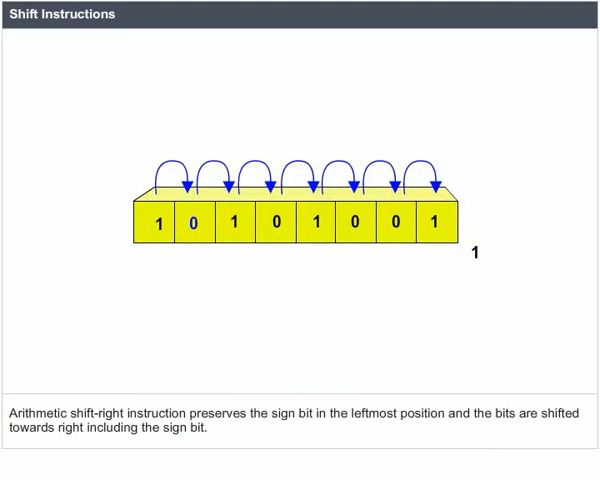 Shift Instructions
1 0 1 0 1 0 0 1
1
Arithmetic shift-right instruction preserves the sign bit in the leftmost position and the bits are shifted
towards right including the sign bit.